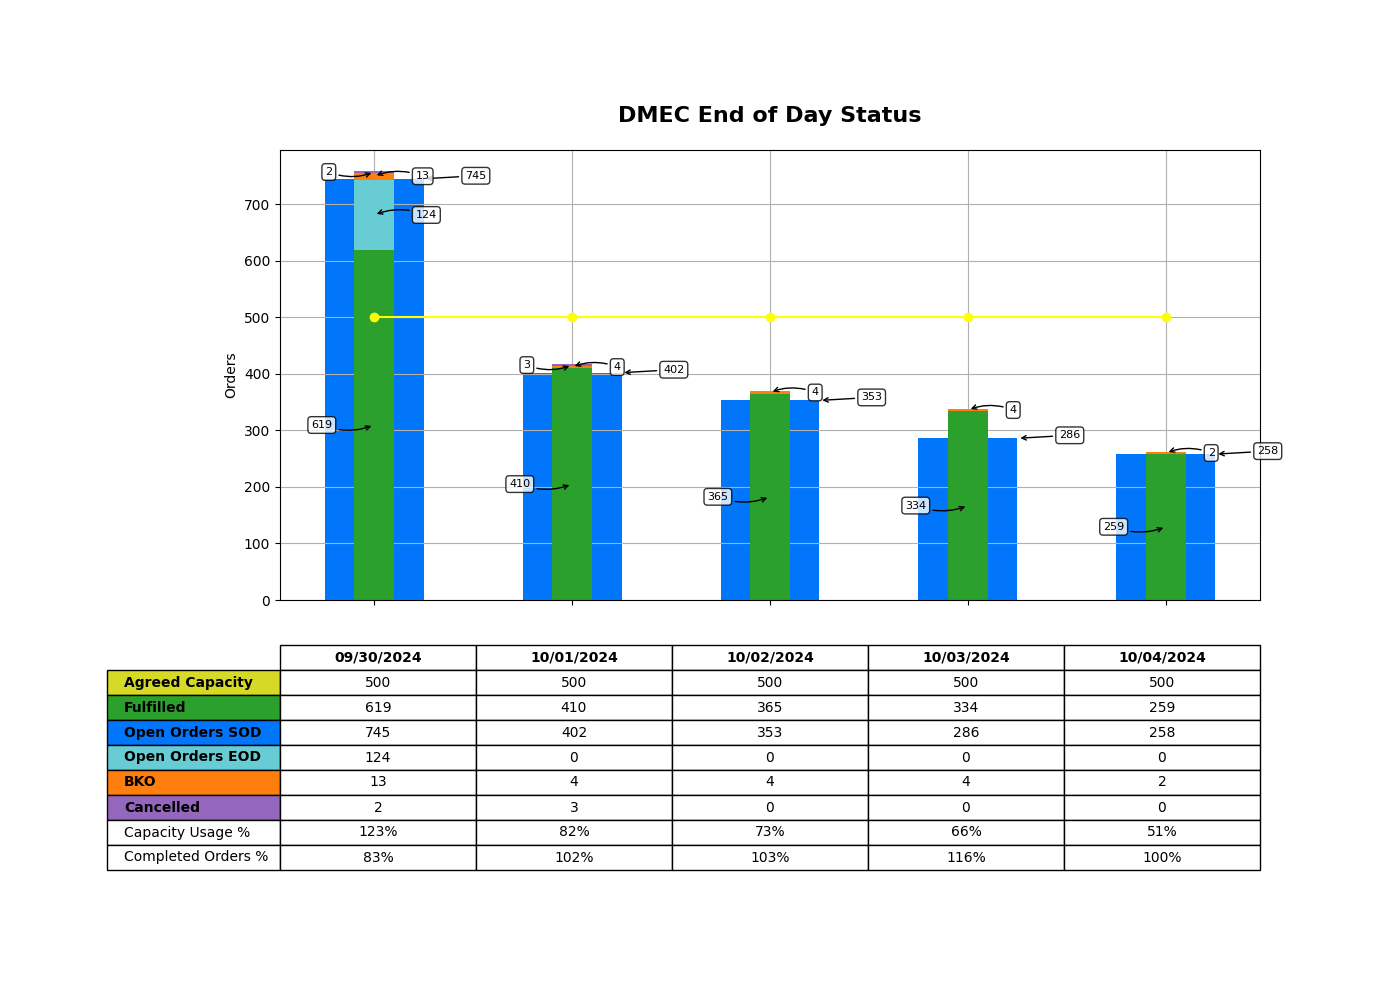 DMEC End of Day Status
2
13
745
124
700
600
500
3
4
402
4
353
4
286
2
258
400
Orders
619
300
410
365
334
259
200
100
0
09/30/2024 10/01/2024 10/02/2024 10/03/2024 10/04/2024
Agreed Capacity 500 500 500 500 500
Fulfilled 619 410 365 334 259
Open Orders SOD 745 402 353 286 258
Open Orders EOD 124 0 0 0 0
BKO 13 4 4 4 2
Cancelled 2 3 0 0 0
Capacity Usage % 123% 82% 73% 66% 51%
Completed Orders % 83% 102% 103% 116% 100%